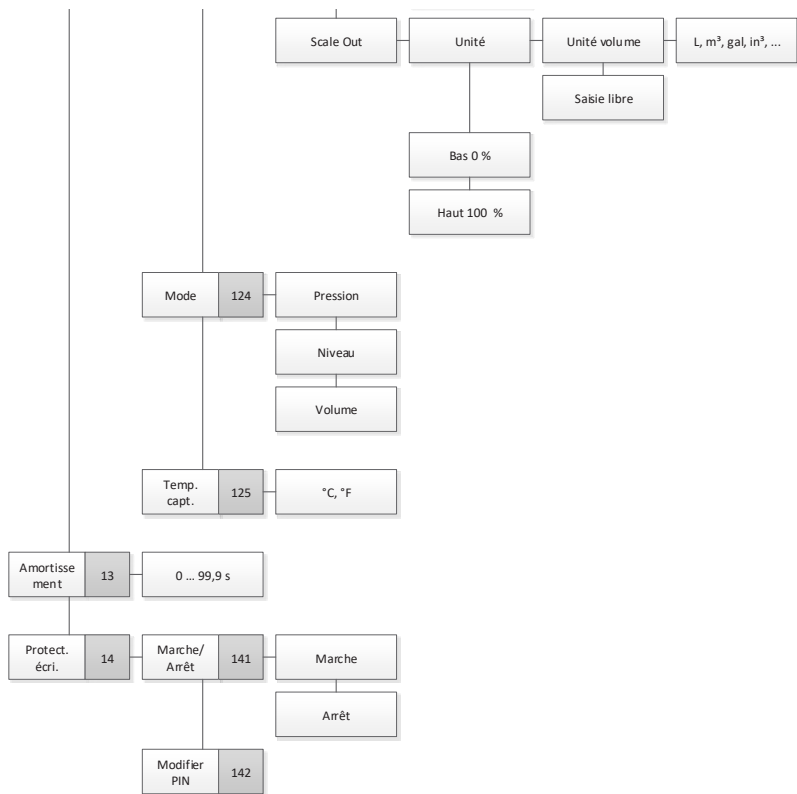 Scale Out
Unité
Unité volume
L, m³, gal, in³, ...
Saisie libre
Bas 0 %
Haut 100 %
Mode
124
Pression
Niveau
Volume
Temp.
capt.
125
°C, °F
Amortisse
ment
13
0 ... 99,9 s
Protect.
écri.
14
Marche/
Arrêt
141
Marche
Arrêt
Modifier
PIN
142